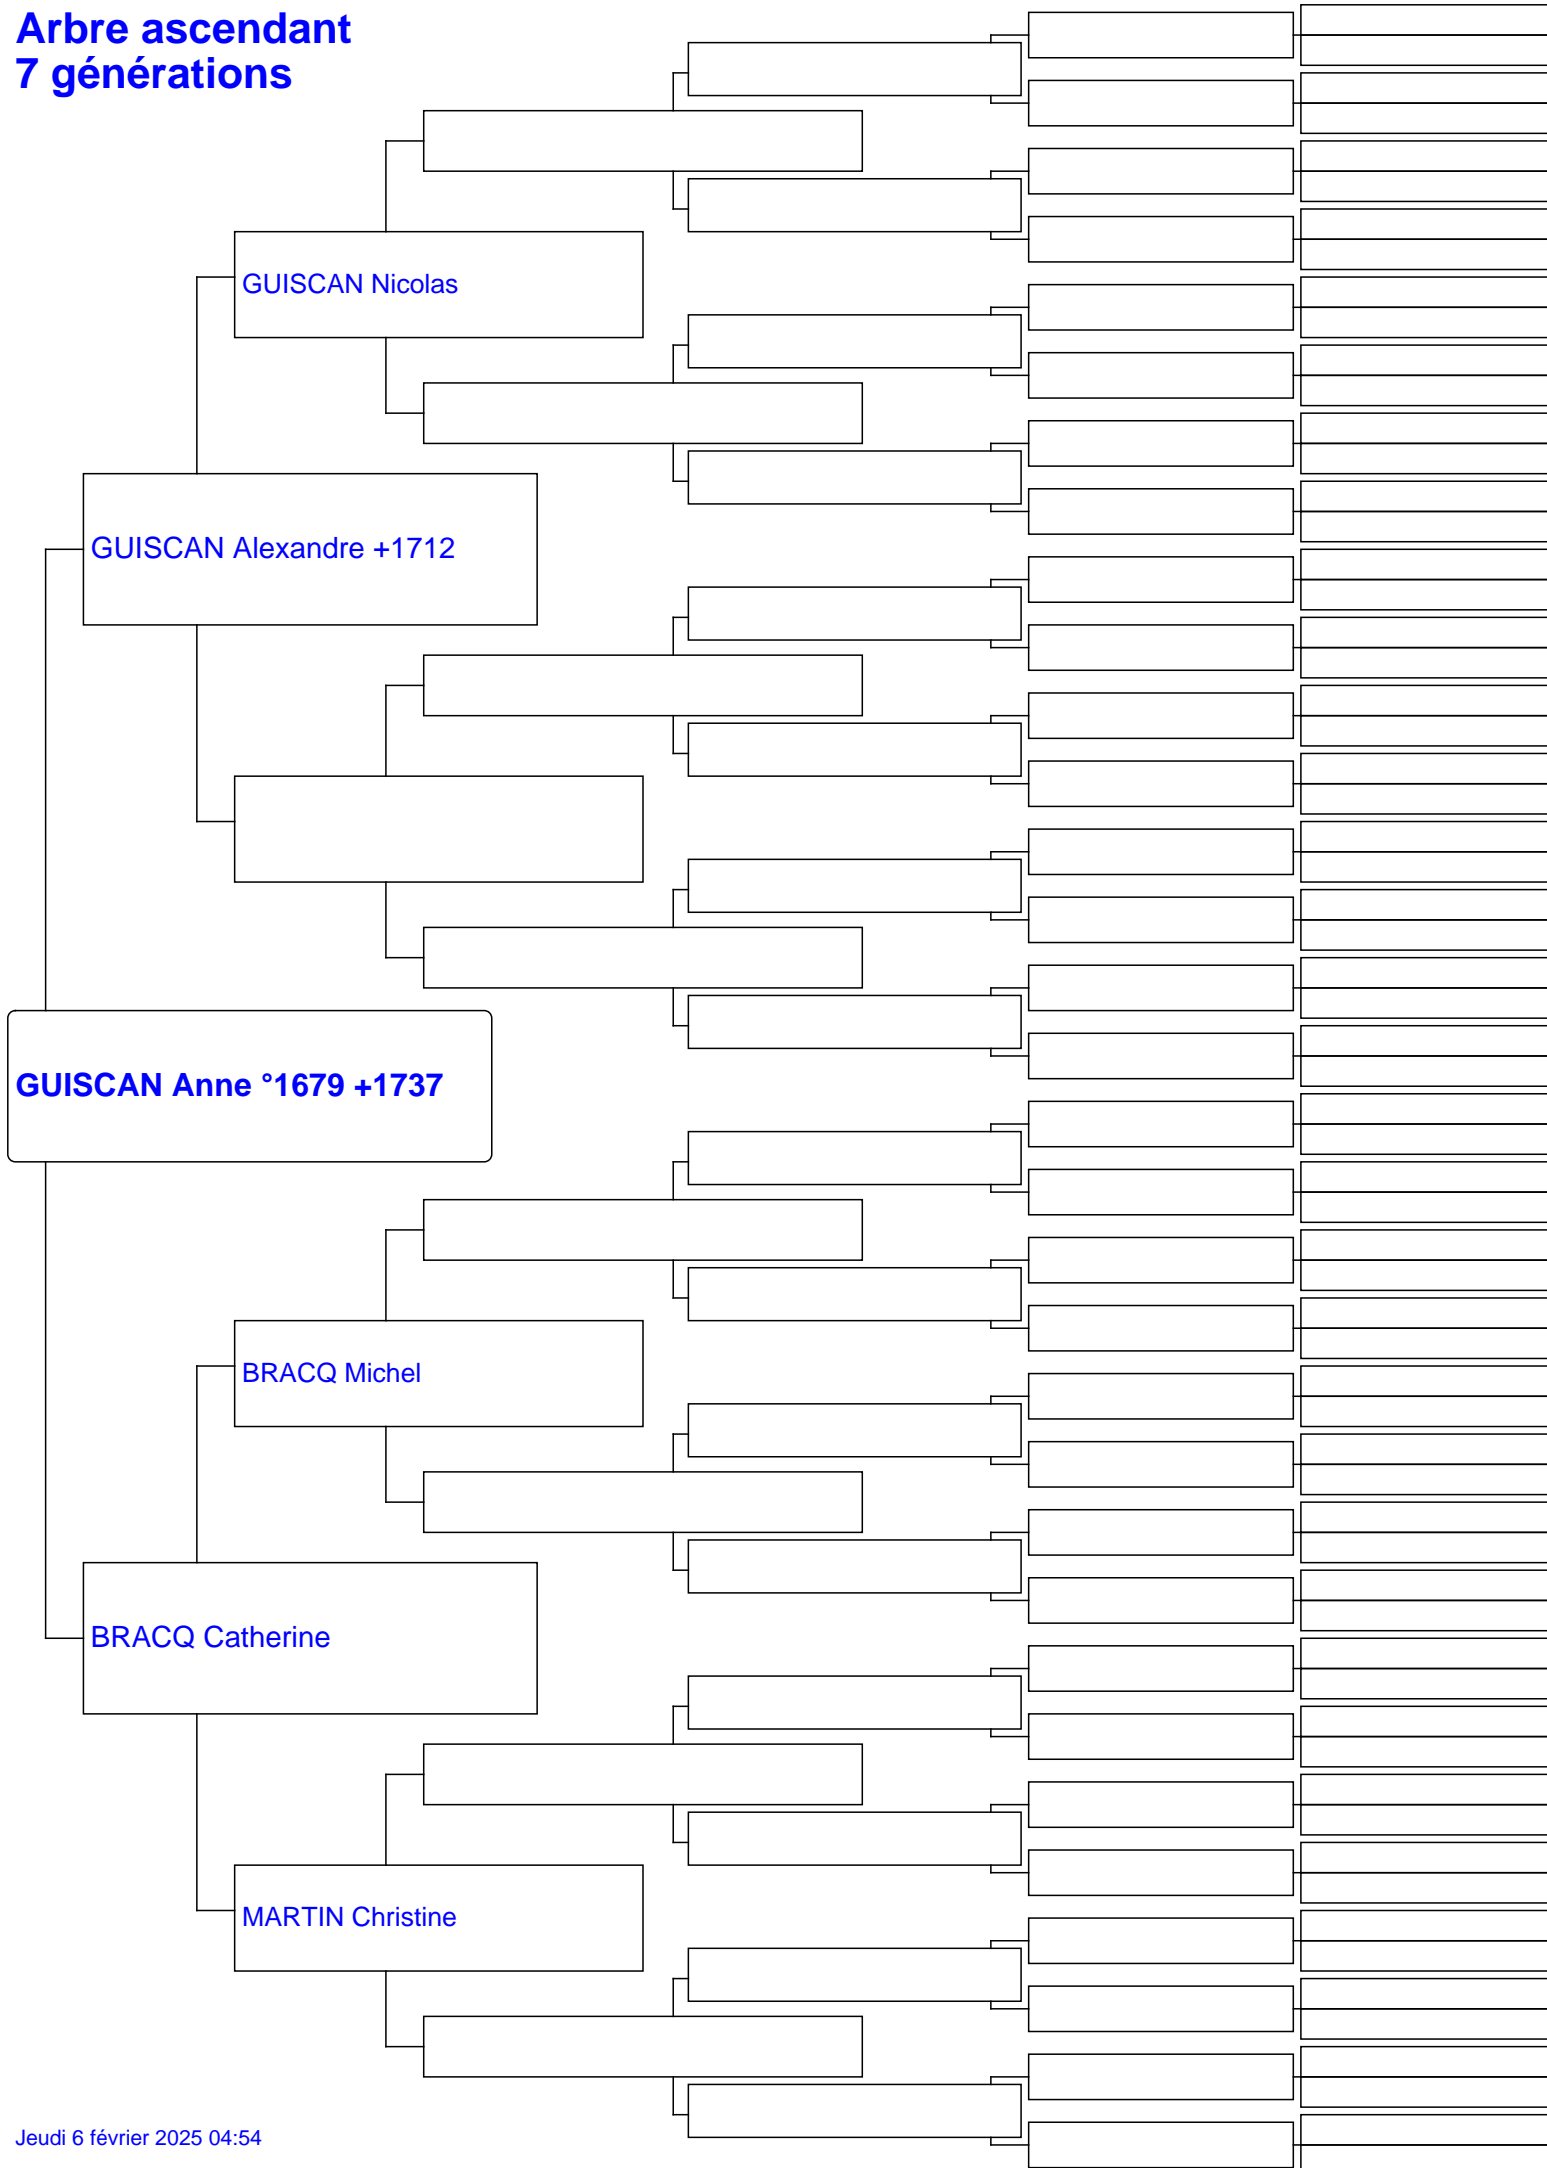 Arbre ascendant
7 générations
GUISCAN Nicolas
GUISCAN Alexandre +1712
GUISCAN Anne °1679 +1737
BRACQ Michel
BRACQ Catherine
MARTIN Christine
Jeudi 6 février 2025 04:54